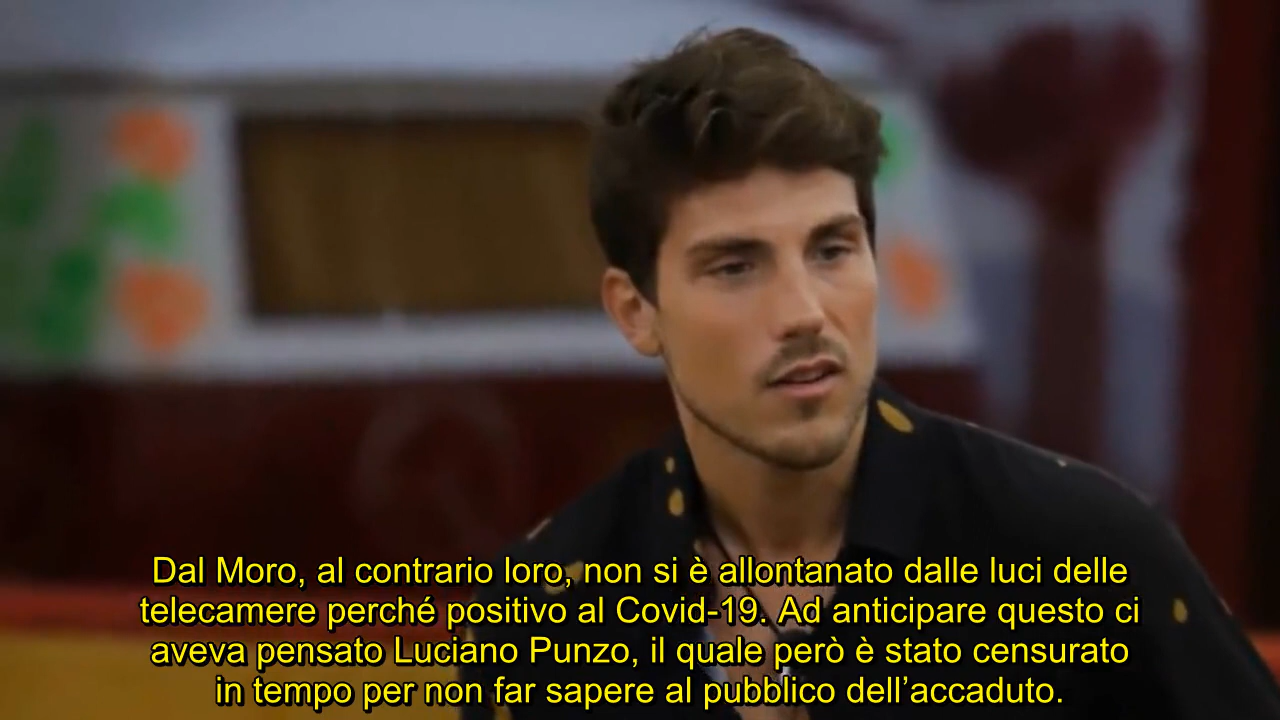 Dal Moro, al contrario loro, non si è allontanato dalle luci delle
telecamere perché positivo al Covid-19. Ad anticipare questo ci
aveva pensato Luciano Punzo, il quale però è stato censurato
in tempo per non far sapere al pubblico dell’accaduto.